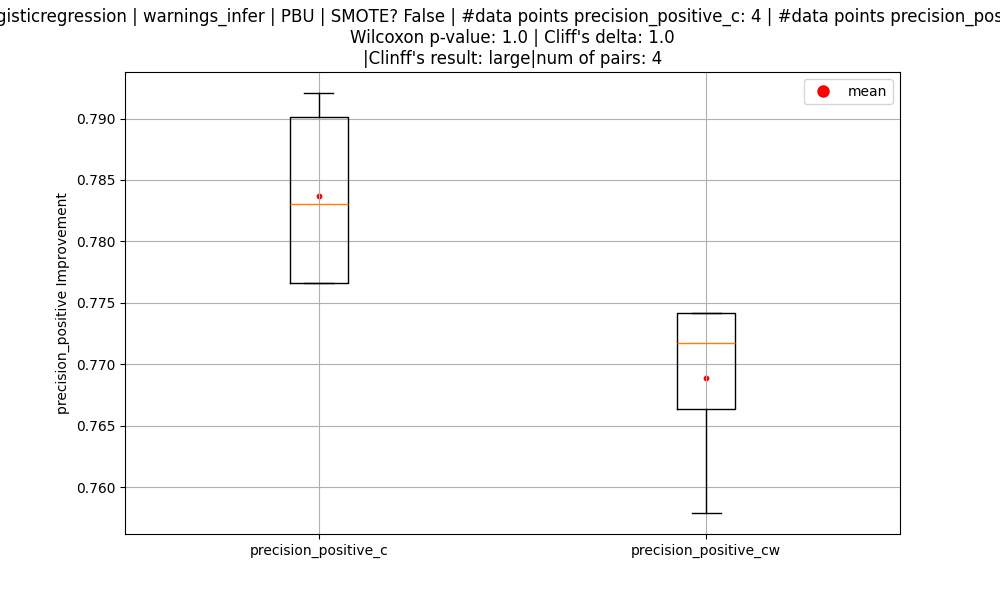 gisticregression | warnings_infer | PBU | SMOTE? False | #data points precision_positive_c: 4 | #data points precision_pos
Wilcoxon p-value: 1.0 | Cliff's delta: 1.0
|Clinff's result: large|num of pairs: 4
mean
0.790
0.785
0.780
0.775
0.770
0.765
0.760
precision_positive Improvement
precision_positive_c
precision_positive_cw